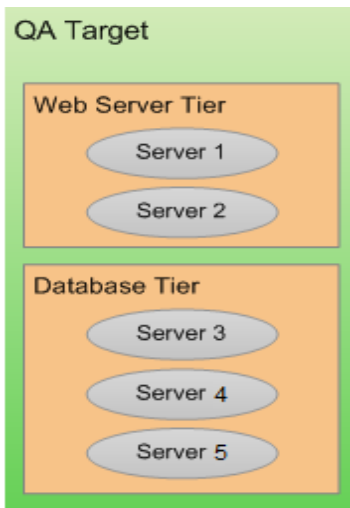 QA Target
Web Server Tier
Server 1
Server 2
Database Tier
Server 3
Server 4
Server 5